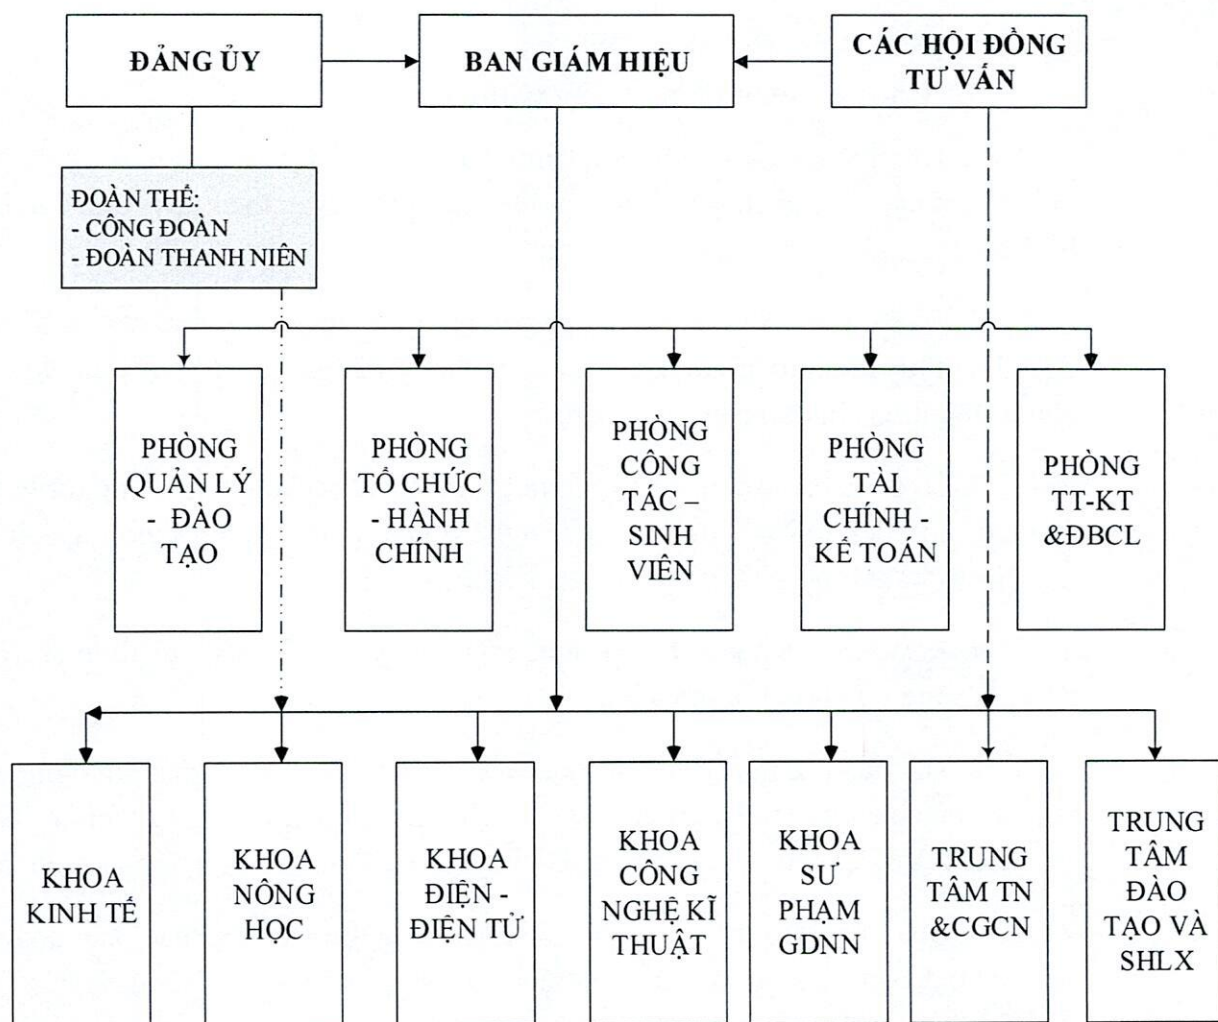 ĐẢNG ỦY
BAN GIÁM HIỆU
CÁC HỘI ĐỒNG
TƯ VẤN
ĐOÀN THỂ:
- CÔNG ĐOÀN
- ĐOÀN THANH NIÊN
PHÒNG
QUẢN LÝ
- ĐÀO
TẠO
PHÒNG
TỔ CHỨC
- HÀNH
CHÍNH
PHÒNG
CÔNG
TÁC –
SINH
VIÊN
PHÒNG
TÀI
CHÍNH -
KẾ TOÁN
PHÒNG
TT-KT
&ĐBCL
KHOA
KINH TẾ
KHOA
NÔNG
HỌC
KHOA
ĐIỆN -
ĐIỆN TỬ
KHOA
CÔNG
NGHỆ KĨ
THUẬT
KHOA
SƯ
PHẠM
GDNN
TRUNG
TÂM TN
&CGCN
TRUNG
TÂM
ĐÀO
TẠO VÀ
SHLX